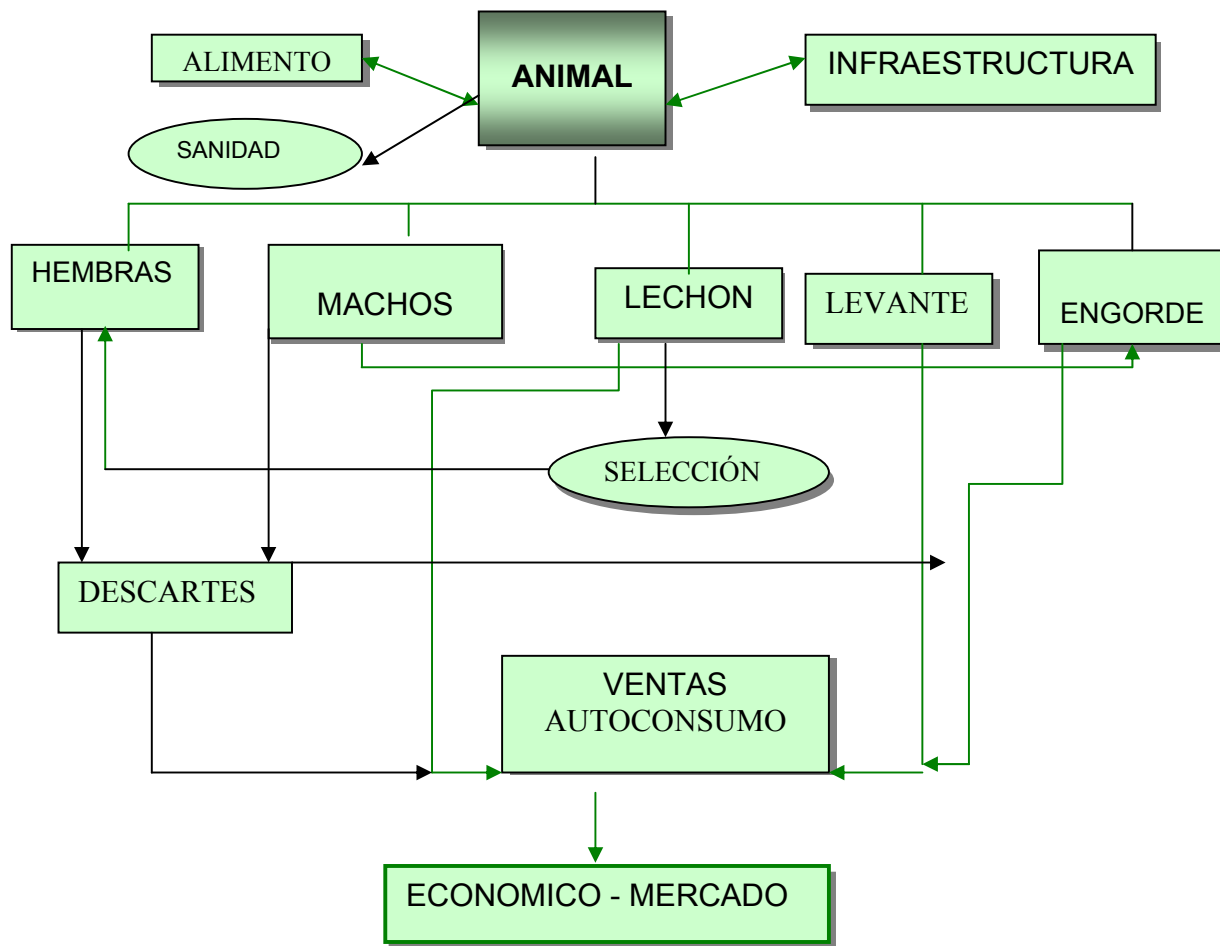 ALIMENTO
ANIMAL
INFRAESTRUCTURA
SANIDAD
HEMBRAS
MACHOS
LECHON
LEVANTE
ENGORDE
SELECCIÓN
DESCARTES
VENTAS
AUTOCONSUMO
ECONOMICO - MERCADO